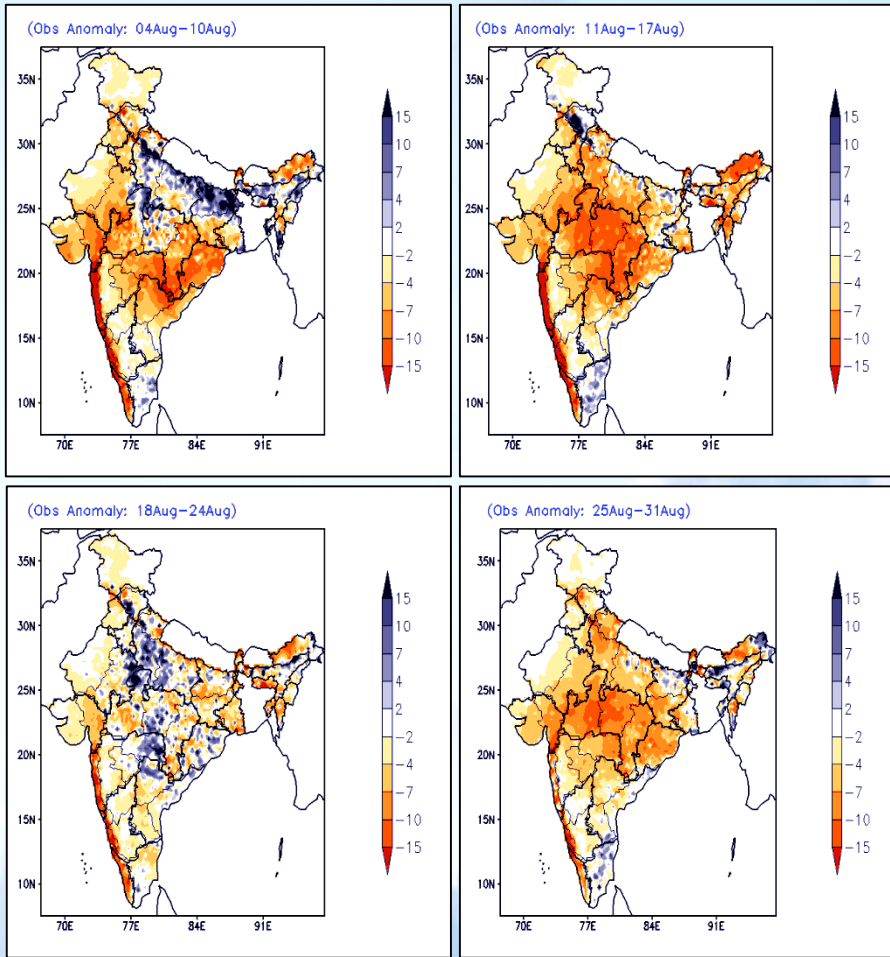 (Obs Anomaly: 04Aug-10Aug)
35N
30N
25N
20N
15N
10N
70E 77E 84E 91E
15
10
7
4
2
-2
-4
-7
-10
-15
(Obs Anomaly: 11Aug-17Aug)
35N
30N
25N
20N
15N
10N
70E 77E 84E 91E
15
10
7
4
2
-2
-4
-7
-10
-15
(Obs Anomaly: 18Aug-24Aug)
35N
30N
25N
20N
15N
10N
70E 77E 84E 91E
15
10
7
4
2
-2
-4
-7
-10
-15
(Obs Anomaly: 25Aug-31Aug)
35N
30N
25N
20N
15N
10N
70E 77E 84E 91E
15
10
7
4
2
-2
-4
-7
-10
-15